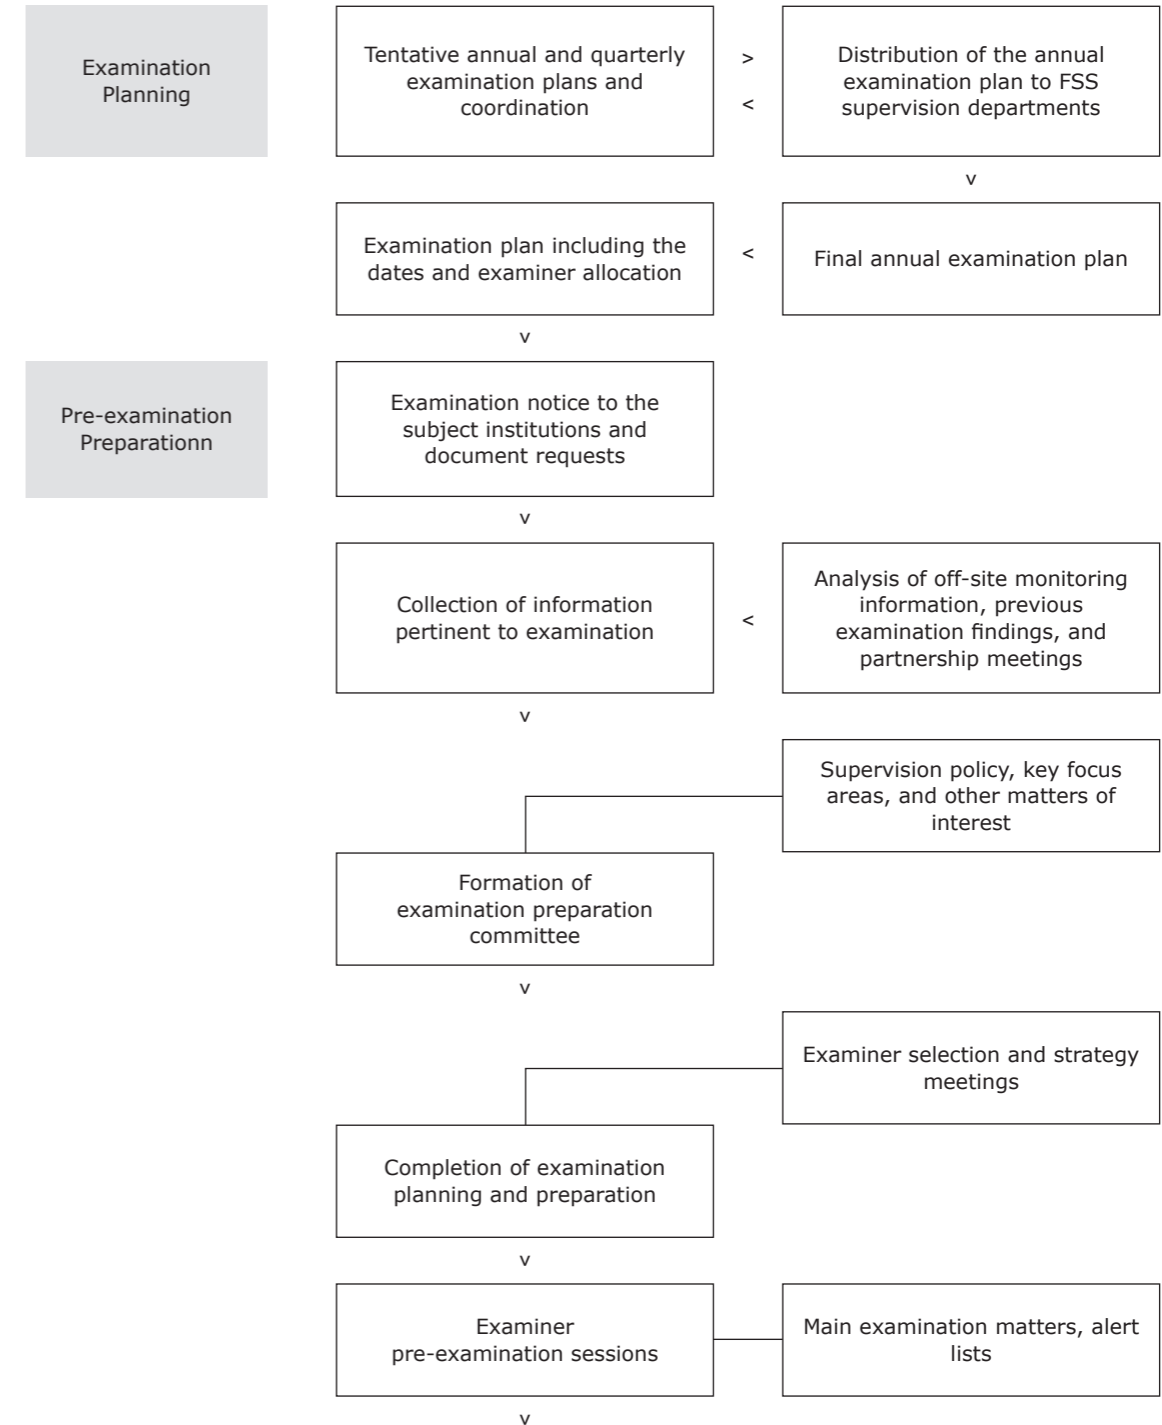 Examination
Planning
Tentative annual and quarterly
examination plans and
coordination
>
<
Distribution of the annual
examination plan to FSS
supervision departments
v
Examination plan including the
dates and examiner allocation
<
Final annual examination plan
v
Pre-examination
Preparationn
Examination notice to the
subject institutions and
document requests
v
Collection of information
pertinent to examination
<
Analysis of off-site monitoring
information, previous
examination findings, and
partnership meetings
v
Supervision policy, key focus
areas, and other matters of
interest
Formation of
examination preparation
committee
v
Examiner selection and strategy
meetings
Completion of examination
planning and preparation
v
Examiner
pre-examination sessions
Main examination matters, alert
lists
v